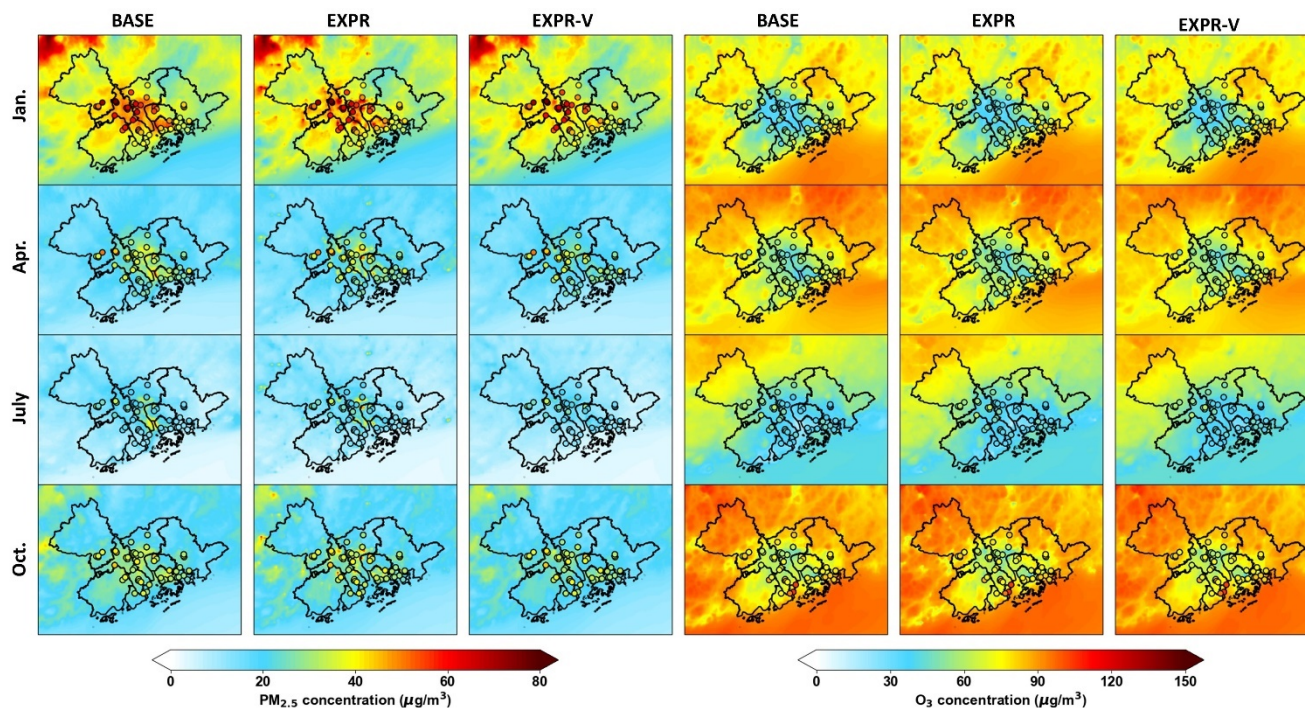 BASE EXPR EXPR-V BASE EXPR EXPR-V
Jan.
Apr.
July
Oct.
0 20 40 60 80
PM2.5 concentration (μg/m³)
0 30 60 90 120 150
O3 concentration (μg/m³)